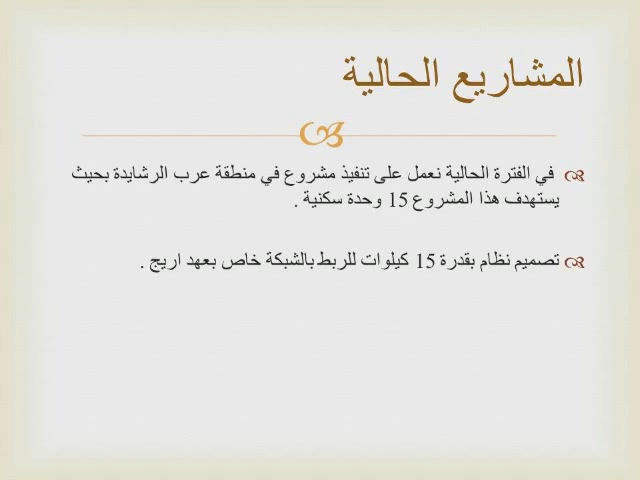 المشاريع الحالية
في الفترة الحالية نعمل على تنفيذ مشروع في منطقة عرب الرشايدة بحيث
يستهدف هذا المشروع 15 وحدة سكنية .
تصميم نظام بقدرة 15 كيلوات للربط بالشبكة خاص بعهد اريج .